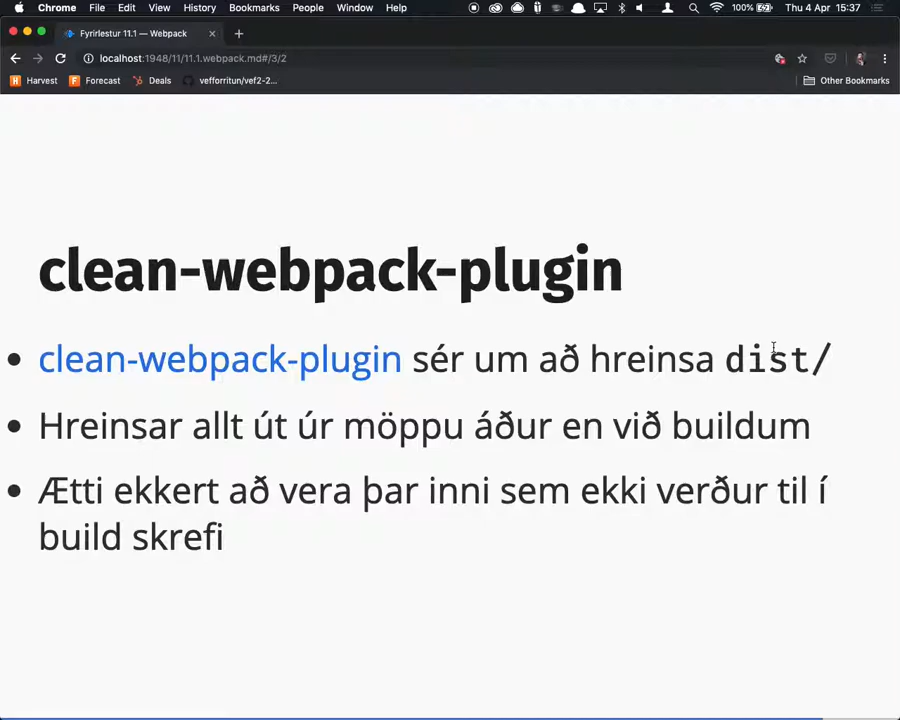 Chrome File Edit View History Bookmarks People Window Help 100% Thu 4 Apr 15:37
Fyrirlestur 11.1 — Webpack
localhost:1948/11/11.1.webpack.md#/3/2
Harvest Forecast Deals vefforritun/vef2-2... Other Bookmarks
clean-webpack-plugin
• clean-webpack-plugin sér um að hreinsa dist/
• Hreinsar allt út úr möppu áður en við buildum
• Ætti ekkert að vera þar inni sem ekki verður til í
build skrefi